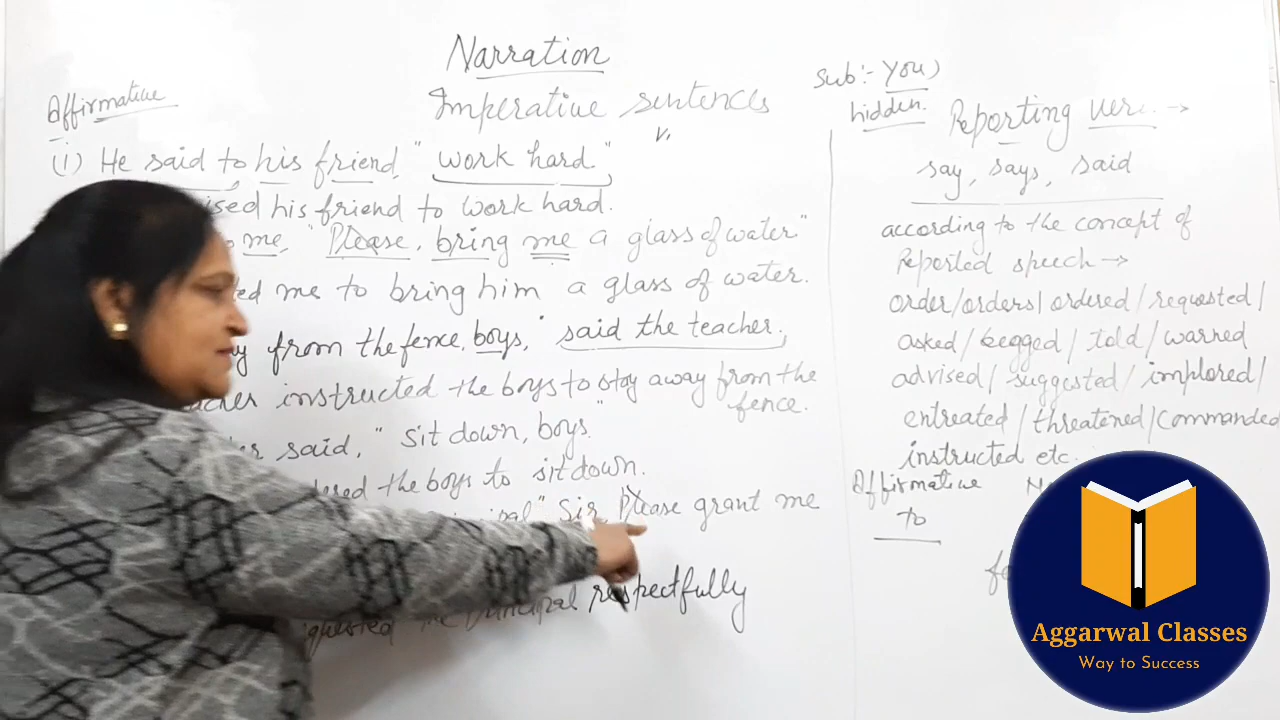 Narration
Affirmative
Imperative sentences
v.
(i) He said to his friend, "work hard."
his friend to work hard.
me, "Please, bring me a glass of water."
me to bring him a glass of water.
from the fence, boys," said the teacher.
instructed the boys to stay away from the
fence.
said, "Sit down, boys."
the boys to sit down.
"Sir, Please grant me
Principal respectfully
Sub:- You)
hidden.
Reporting →
say, says, said
according to the concept of
Reported speech →
order/orders/ordered/requested/
asked/begged/told/warned
advised/suggested/implored/
entreated/threatened/commanded
instructed etc.
Affirmative
to
Aggarwal Classes
Way to Success